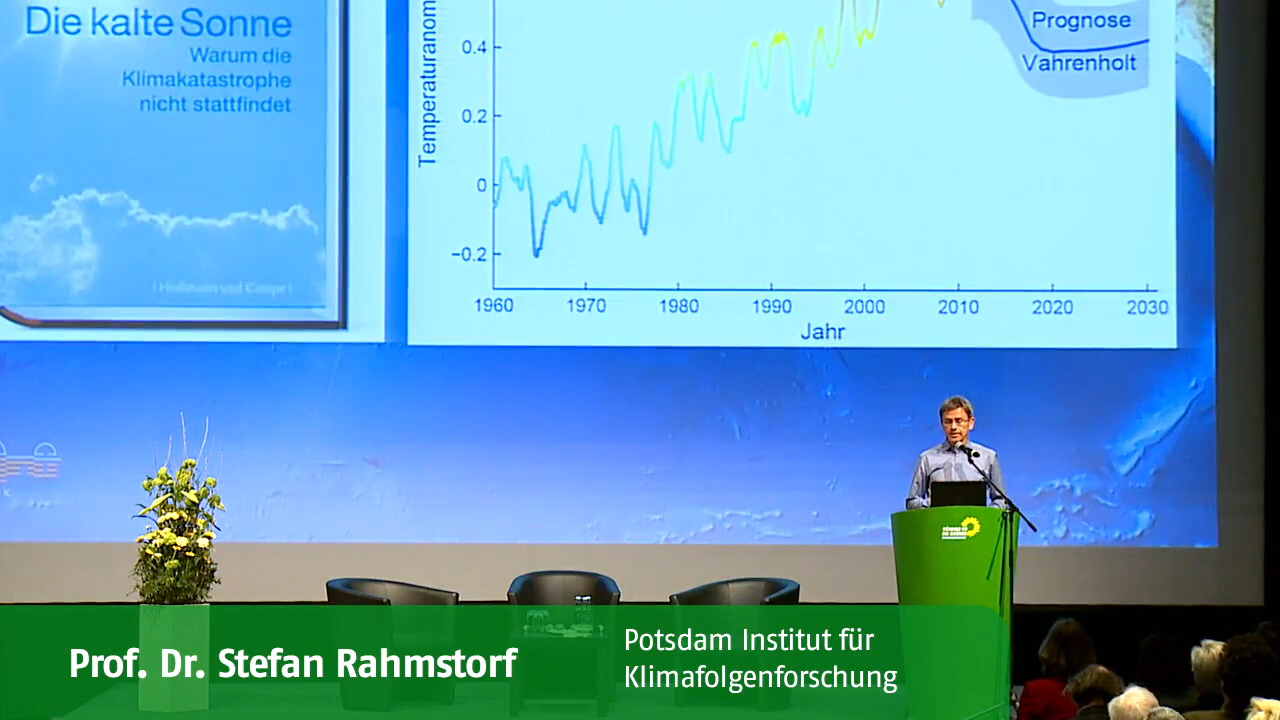 Die kalte Sonne
Warum die
Klimakatastrophe
nicht stattfindet
Hoffmann und Campe
Temperaturanom
0.4
0.2
0
−0.2
1960 1970 1980 1990 2000 2010 2020 2030
Jahr
Prognose
Vahrenholt
Prof. Dr. Stefan Rahmstorf
Potsdam Institut für
Klimafolgenforschung